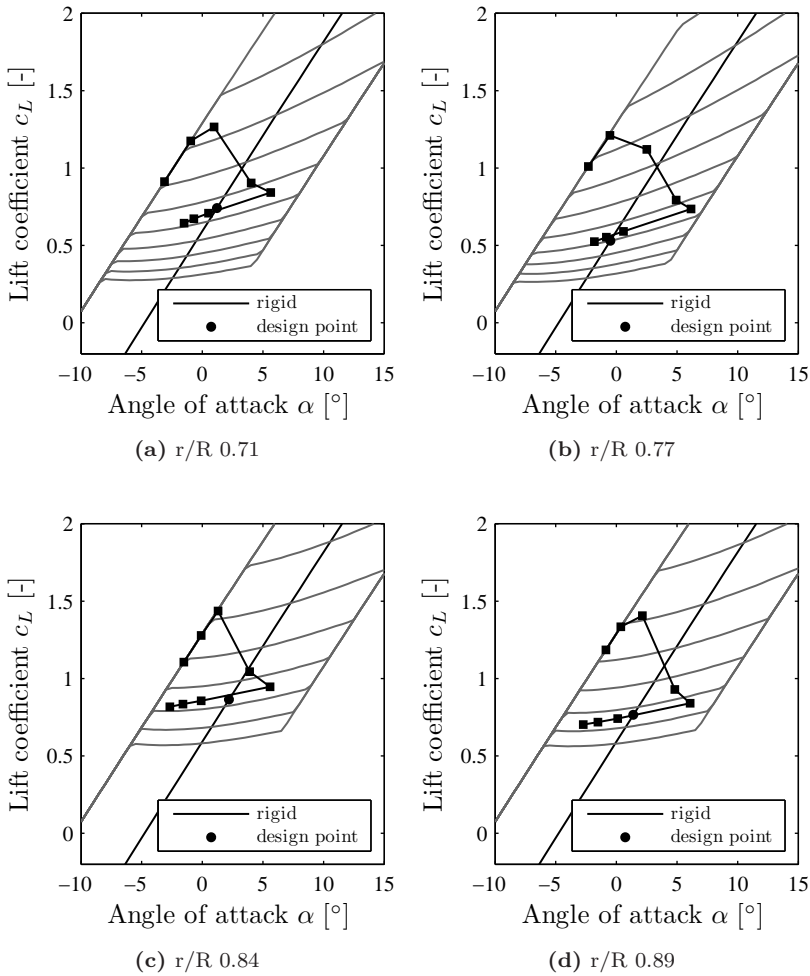 2
1.5
1
0.5
0
−10
−5
0
5
10
15
Lift coefficient c_L [-]
Angle of attack α [°]
rigid
design point
(a) r/R 0.71
2
1.5
1
0.5
0
−10
−5
0
5
10
15
Lift coefficient c_L [-]
Angle of attack α [°]
rigid
design point
(b) r/R 0.77
2
1.5
1
0.5
0
−10
−5
0
5
10
15
Lift coefficient c_L [-]
Angle of attack α [°]
rigid
design point
(c) r/R 0.84
2
1.5
1
0.5
0
−10
−5
0
5
10
15
Lift coefficient c_L [-]
Angle of attack α [°]
rigid
design point
(d) r/R 0.89